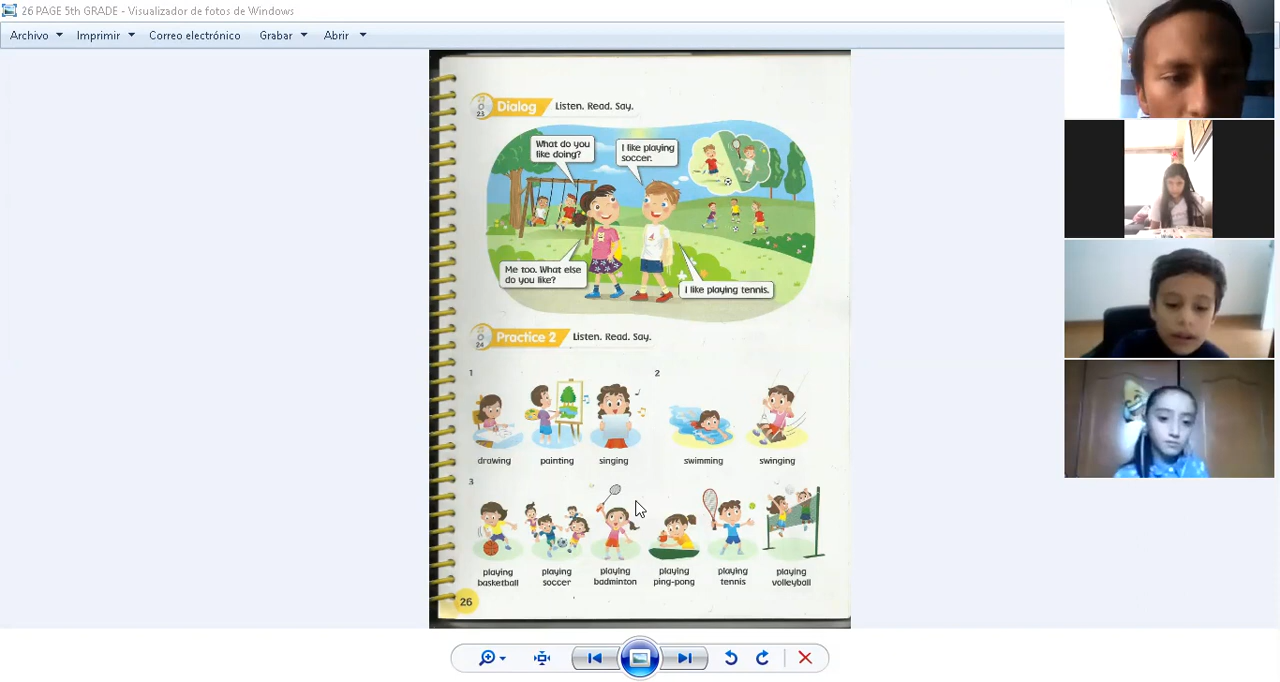 26 PAGE 5th GRADE - Visualizador de fotos de Windows
Archivo Imprimir Correo electrónico Grabar Abrir
23 Dialog Listen. Read. Say.
What do you
like doing?
I like playing
soccer.
Me too. What else
do you like?
I like playing tennis.
24 Practice 2 Listen. Read. Say.
1 2
drawing painting singing swimming swinging
3
playing playing playing playing playing playing
basketball soccer badminton ping-pong tennis volleyball
26